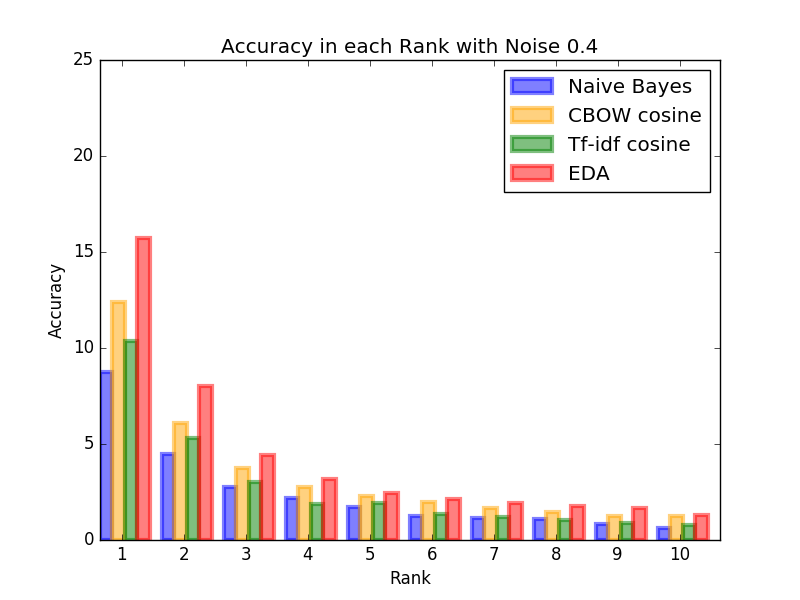 Accuracy in each Rank with Noise 0.4
25
20
15
10
5
0
Accuracy
Naive Bayes
CBOW cosine
Tf-idf cosine
EDA
1 2 3 4 5 6 7 8 9 10
Rank